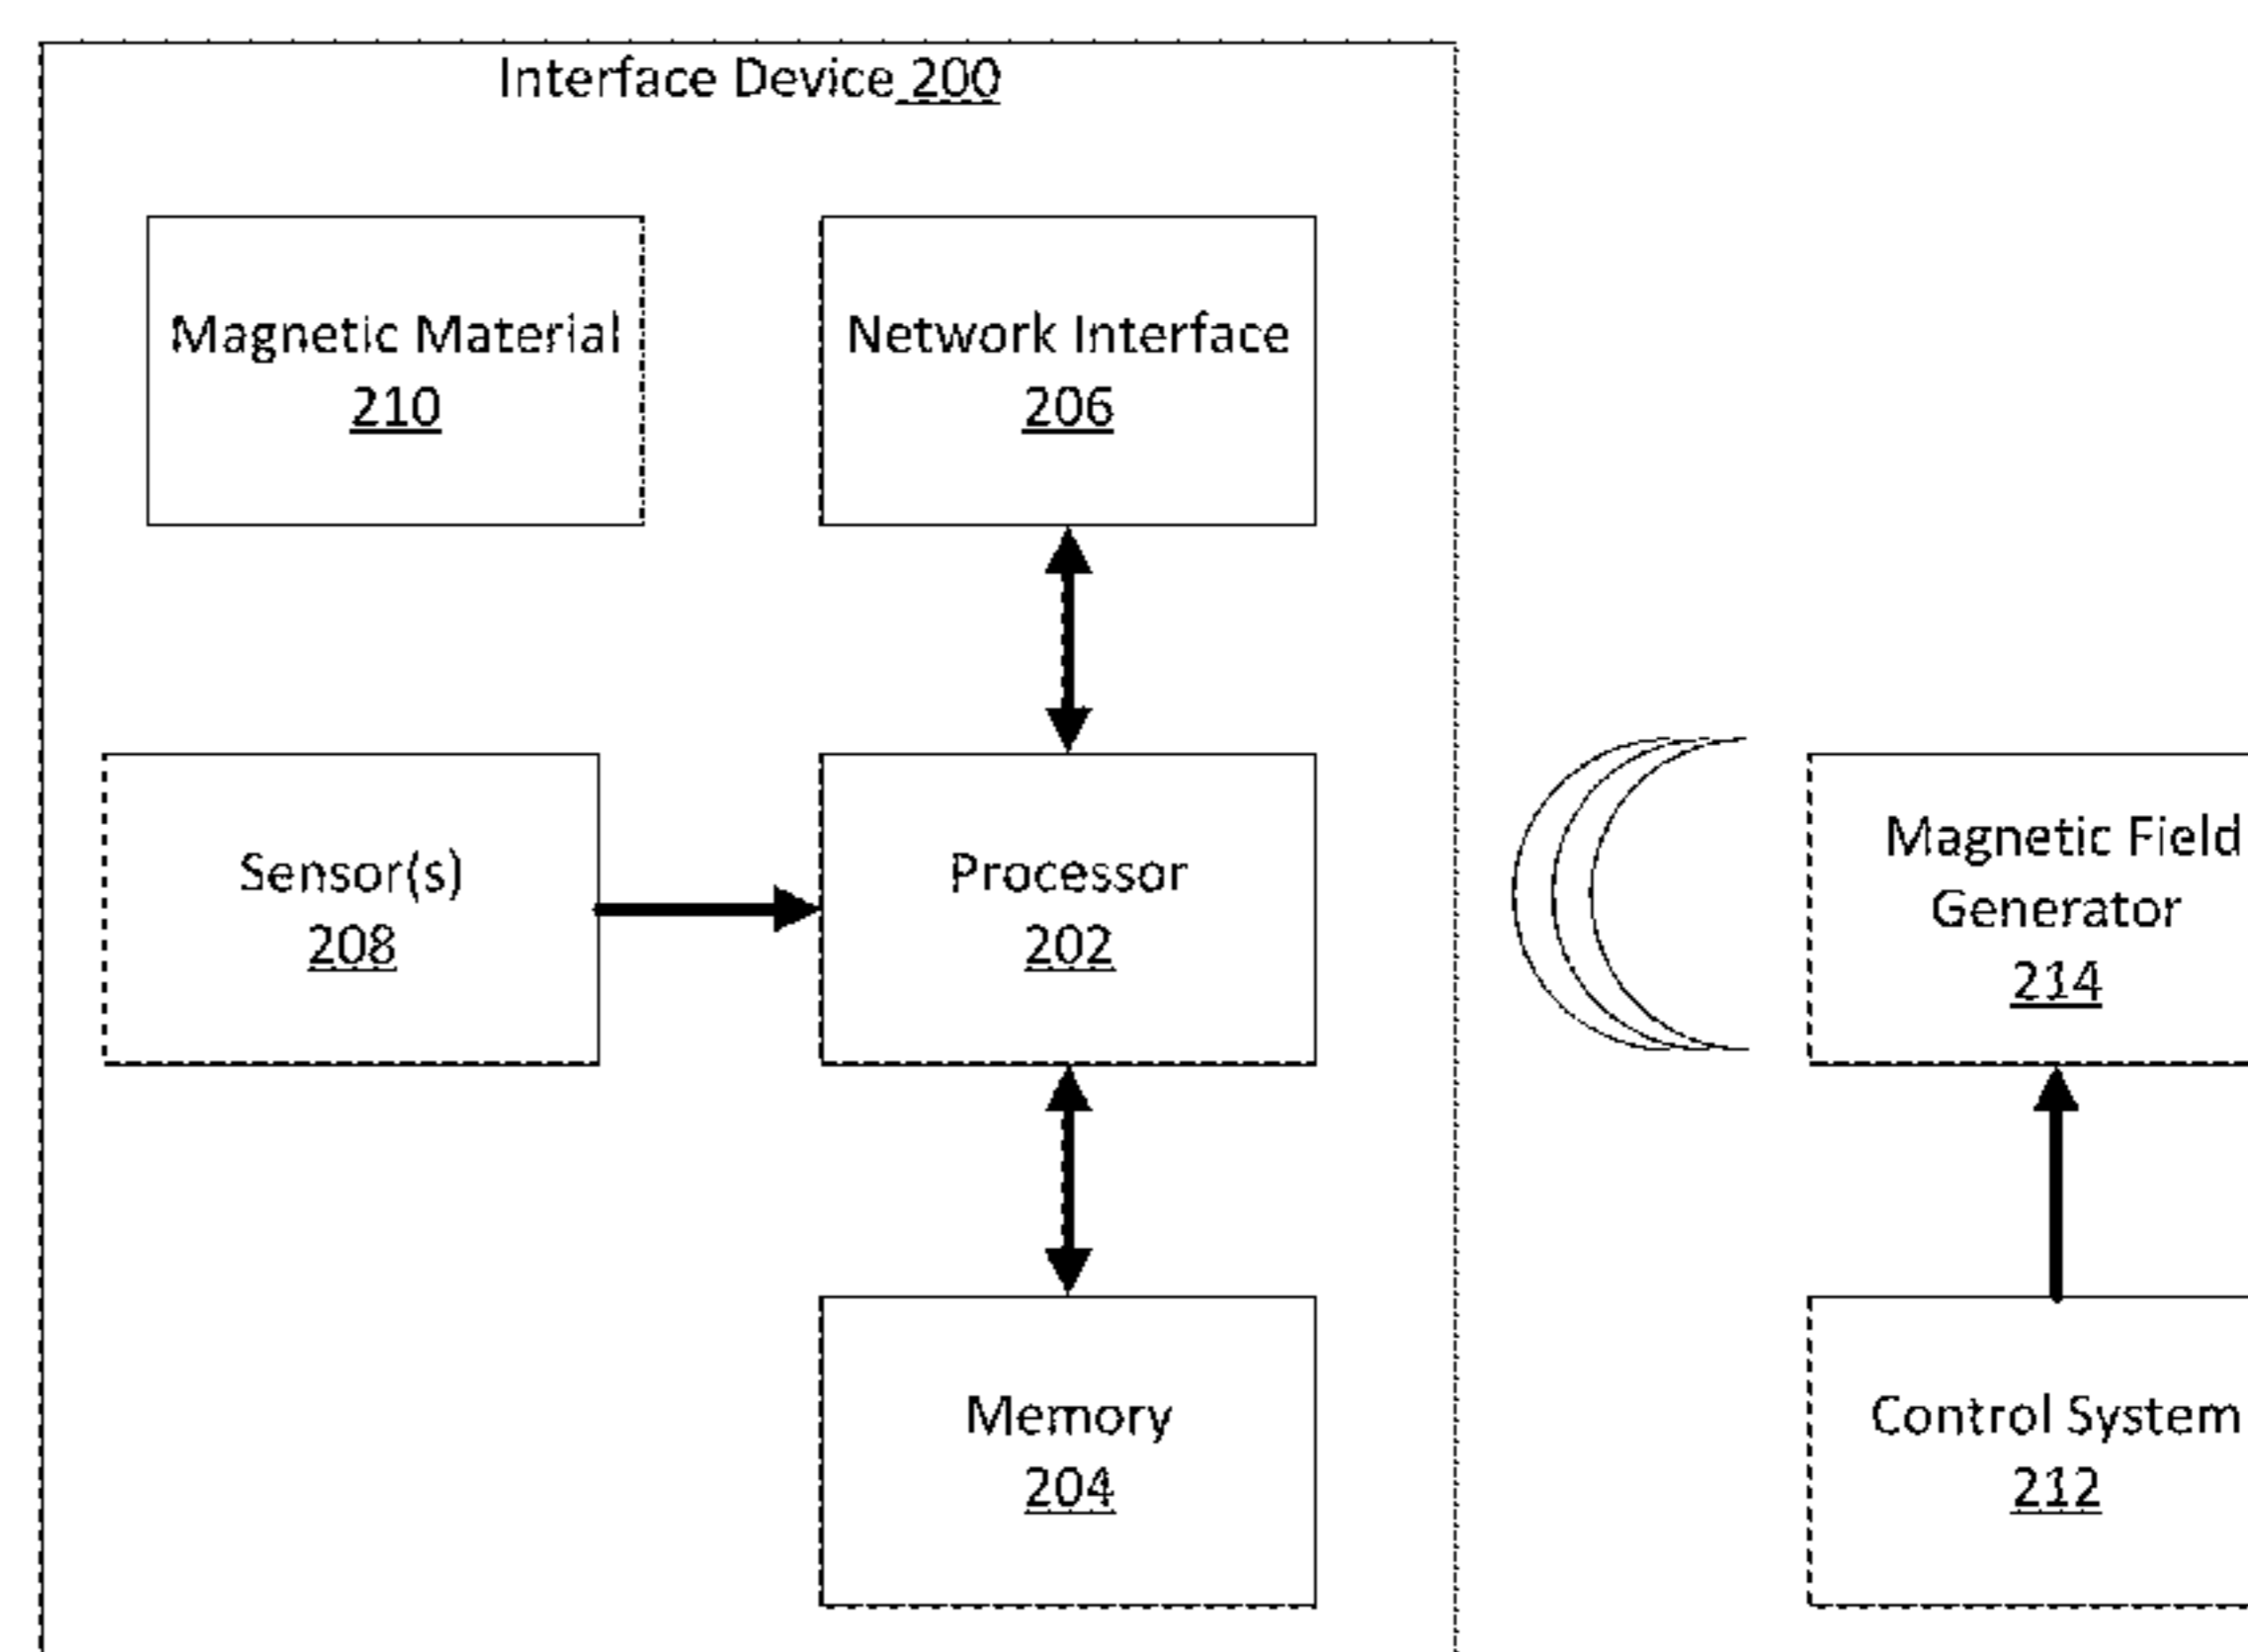 Interface Device 200
Magnetic Material
210
Network Interface
206
Sensor(s)
208
Processor
202
Magnetic Field
Generator
214
Memory
204
Control System
212